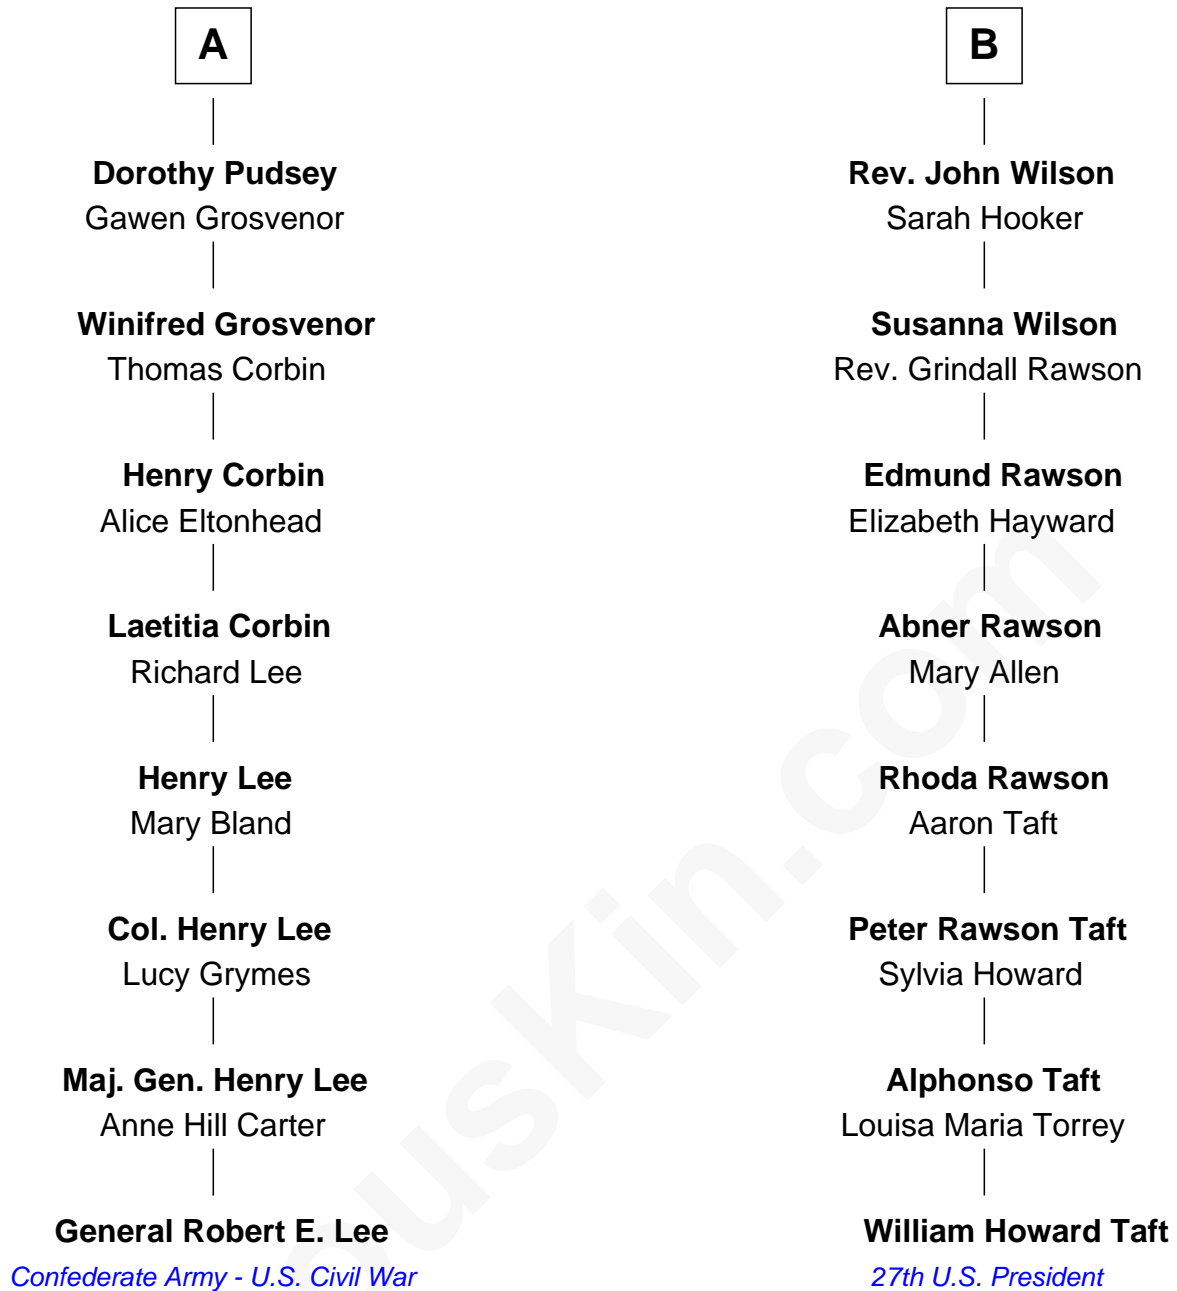 A
Dorothy Pudsey
Gawen Grosvenor
Winifred Grosvenor
Thomas Corbin
Henry Corbin
Alice Eltonhead
Laetitia Corbin
Richard Lee
Henry Lee
Mary Bland
Col. Henry Lee
Lucy Grymes
Maj. Gen. Henry Lee
Anne Hill Carter
General Robert E. Lee
Confederate Army - U.S. Civil War
B
Rev. John Wilson
Sarah Hooker
Susanna Wilson
Rev. Grindall Rawson
Edmund Rawson
Elizabeth Hayward
Abner Rawson
Mary Allen
Rhoda Rawson
Aaron Taft
Peter Rawson Taft
Sylvia Howard
Alphonso Taft
Louisa Maria Torrey
William Howard Taft
27th U.S. President
ousKin.com